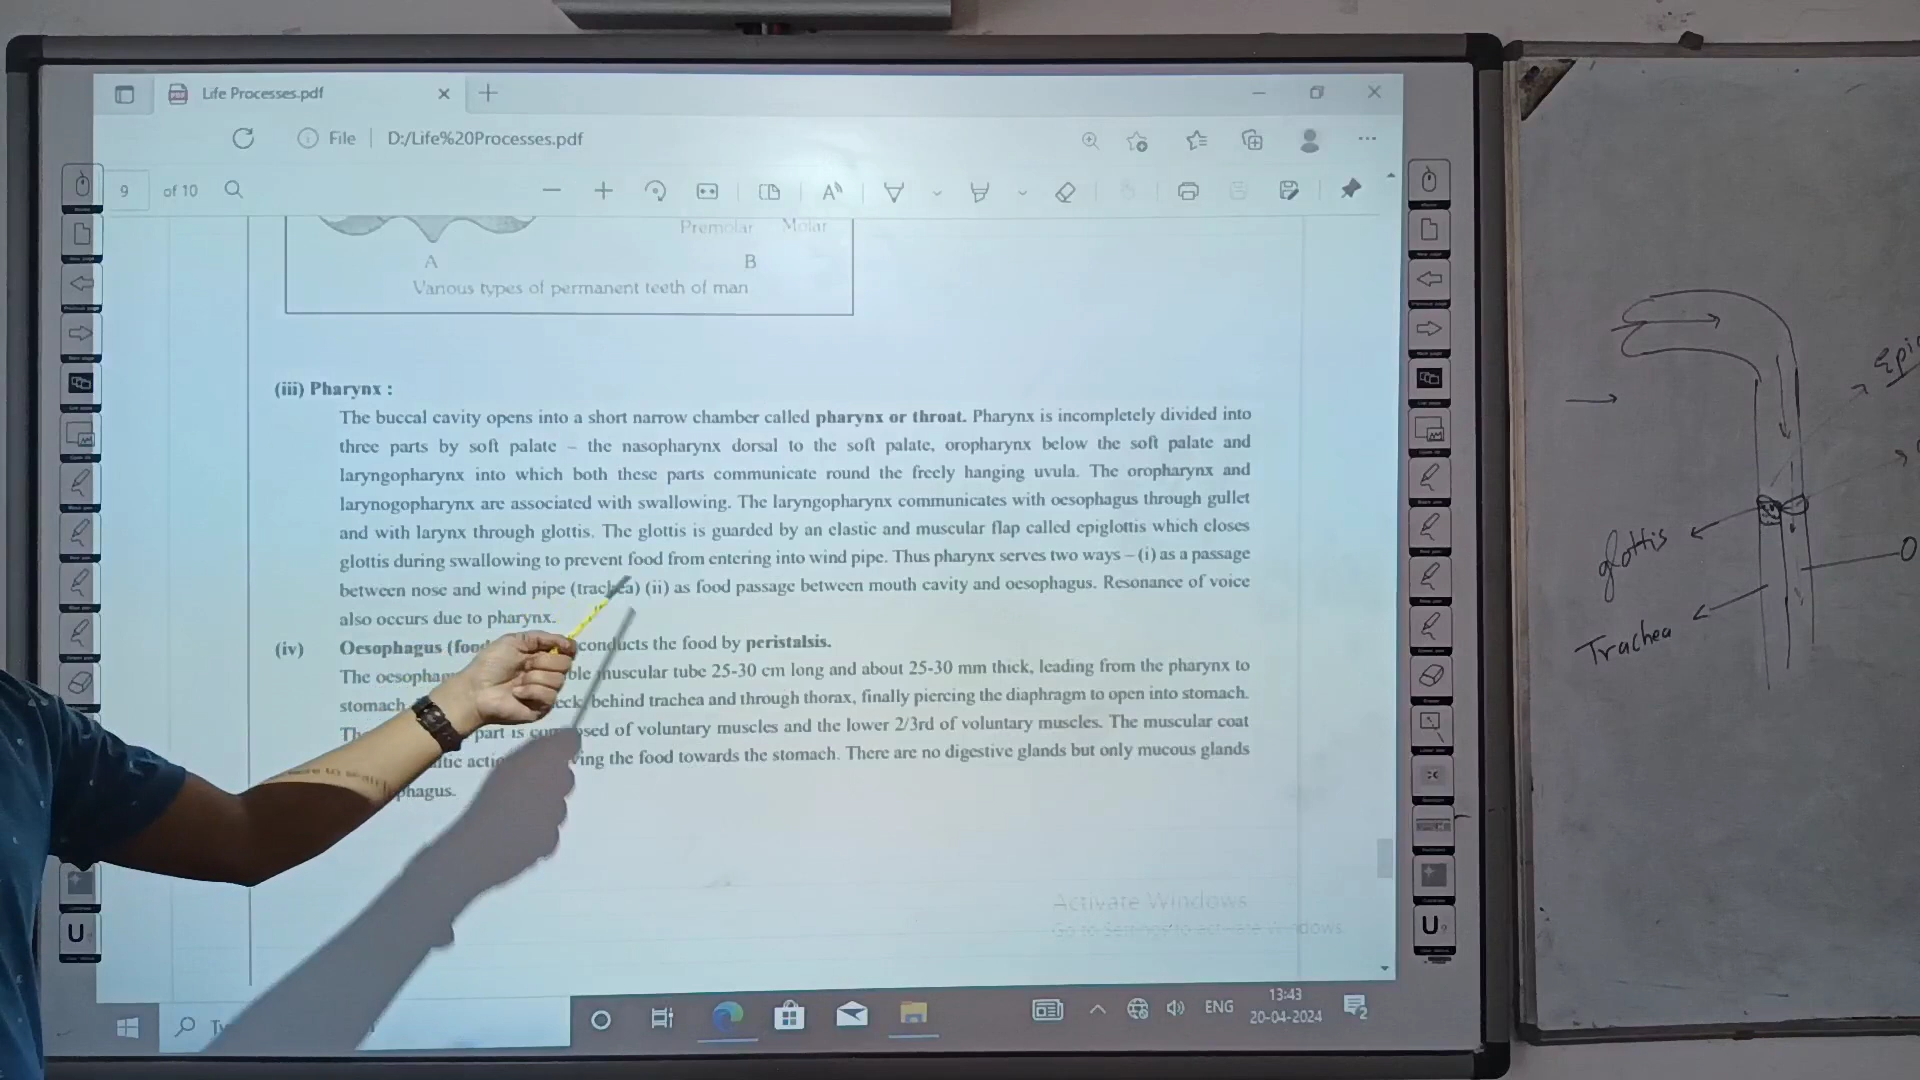 Life Processes.pdf
File D:/Life%20Processes.pdf
9 of 10
Premolar Molar
A B
Various types of permanent teeth of man
(iii) Pharynx :
The buccal cavity opens into a short narrow chamber called pharynx or throat. Pharynx is incompletely divided into
three parts by soft palate – the nasopharynx dorsal to the soft palate, oropharynx below the soft palate and
laryngopharynx into which both these parts communicate round the freely hanging uvula. The oropharynx and
larynogopharynx are associated with swallowing. The laryngopharynx communicates with oesophagus through gullet
and with larynx through glottis. The glottis is guarded by an elastic and muscular flap called epiglottis which closes
glottis during swallowing to prevent food from entering into wind pipe. Thus pharynx serves two ways – (i) as a passage
between nose and wind pipe (trachea) (ii) as food passage between mouth cavity and oesophagus. Resonance of voice
also occurs due to pharynx.
(iv) Oesophagus conducts the food by peristalsis.
The muscular tube 25-30 cm long and about 25-30 mm thick, leading from the pharynx to
stomach behind trachea and through thorax, finally piercing the diaphragm to open into stomach.
part is of voluntary muscles and the lower 2/3rd of voluntary muscles. The muscular coat
the food towards the stomach. There are no digestive glands but only mucous glands
Activate Windows
Go to Settings to activate Windows.
ENG
13:43
20-04-2024
glottis
Trachea